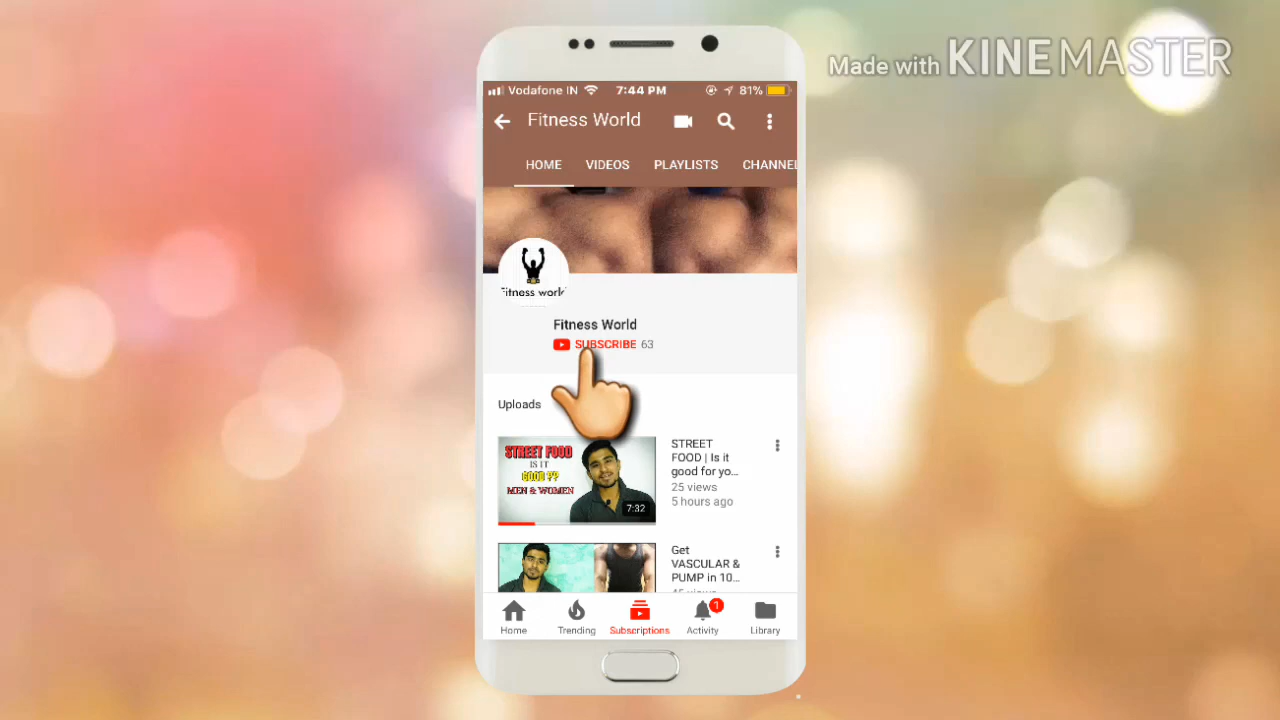 Made with KINEMASTER
Vodafone IN 7:44 PM 81%
Fitness World
HOME VIDEOS PLAYLISTS CHANNEL
Fitness world
Fitness World
SUBSCRIBE 63
Uploads
STREET FOOD
IS IT
GOOD ??
MEN & WOMEN
7:32
STREET
FOOD | Is it
good for yo...
25 views
5 hours ago
Get
VASCULAR &
PUMP in 10...
1
Home Trending Subscriptions Activity Library